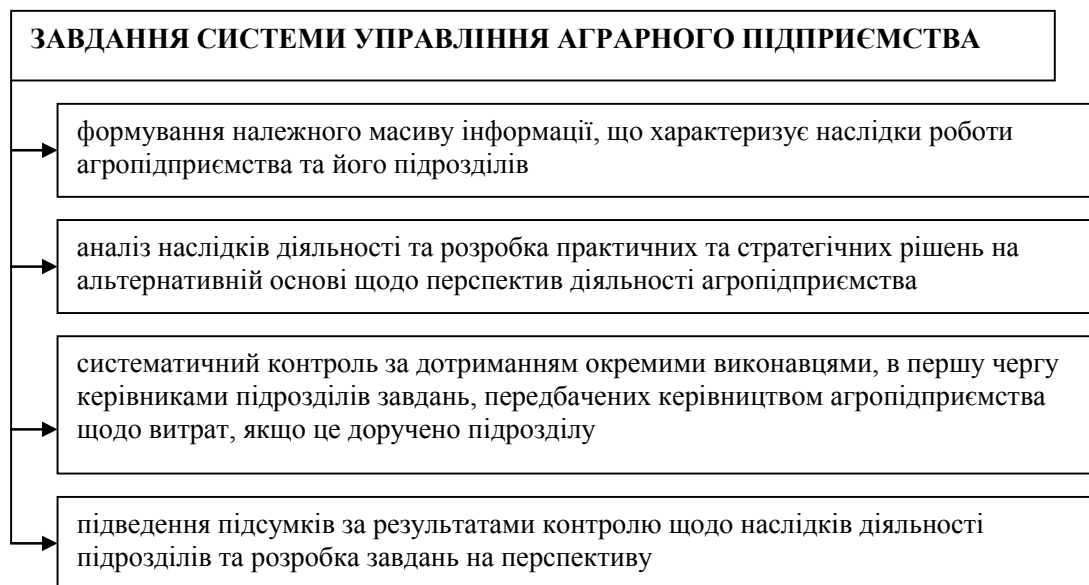 ЗАВДАННЯ СИСТЕМИ УПРАВЛІННЯ АГРАРНОГО ПІДПРИЄМСТВА
формування належного масиву інформації, що характеризує наслідки роботи
агропідприємства та його підрозділів
аналіз наслідків діяльності та розробка практичних та стратегічних рішень на
альтернативній основі щодо перспектив діяльності агропідприємства
систематичний контроль за дотриманням окремими виконавцями, в першу чергу
керівниками підрозділів завдань, передбачених керівництвом агропідприємства
щодо витрат, якщо це доручено підрозділу
підведення підсумків за результатами контролю щодо наслідків діяльності
підрозділів та розробка завдань на перспективу